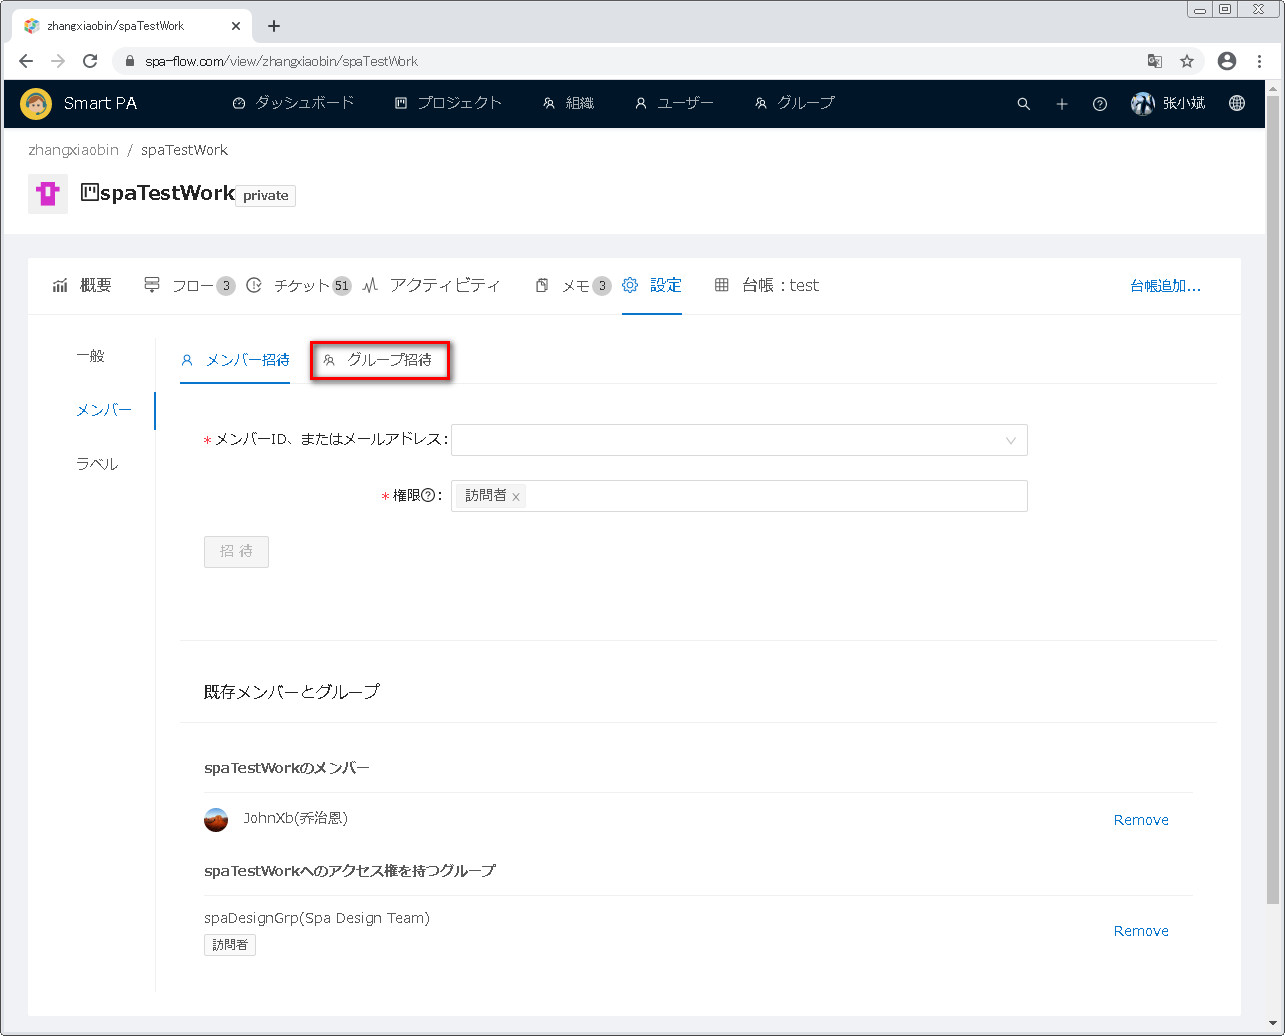 zhangxiaobin/spaTestWork
spa-flow.com/view/zhangxiaobin/spaTestWork
Smart PA ダッシュボード プロジェクト 組織 ユーザー グループ 张小斌
zhangxiaobin / spaTestWork
spaTestWork private
概要 フロー 3 チケット 51 アクティビティ メモ 3 設定 台帳：test 台帳追加...
一般
メンバー
ラベル
メンバー招待 グループ招待
* メンバーID、またはメールアドレス:
* 権限 : 訪問者 ×
招 待
既存メンバーとグループ
spaTestWorkのメンバー
JohnXb(乔治恩) Remove
spaTestWorkへのアクセス権を持つグループ
spaDesignGrp(Spa Design Team) Remove
訪問者